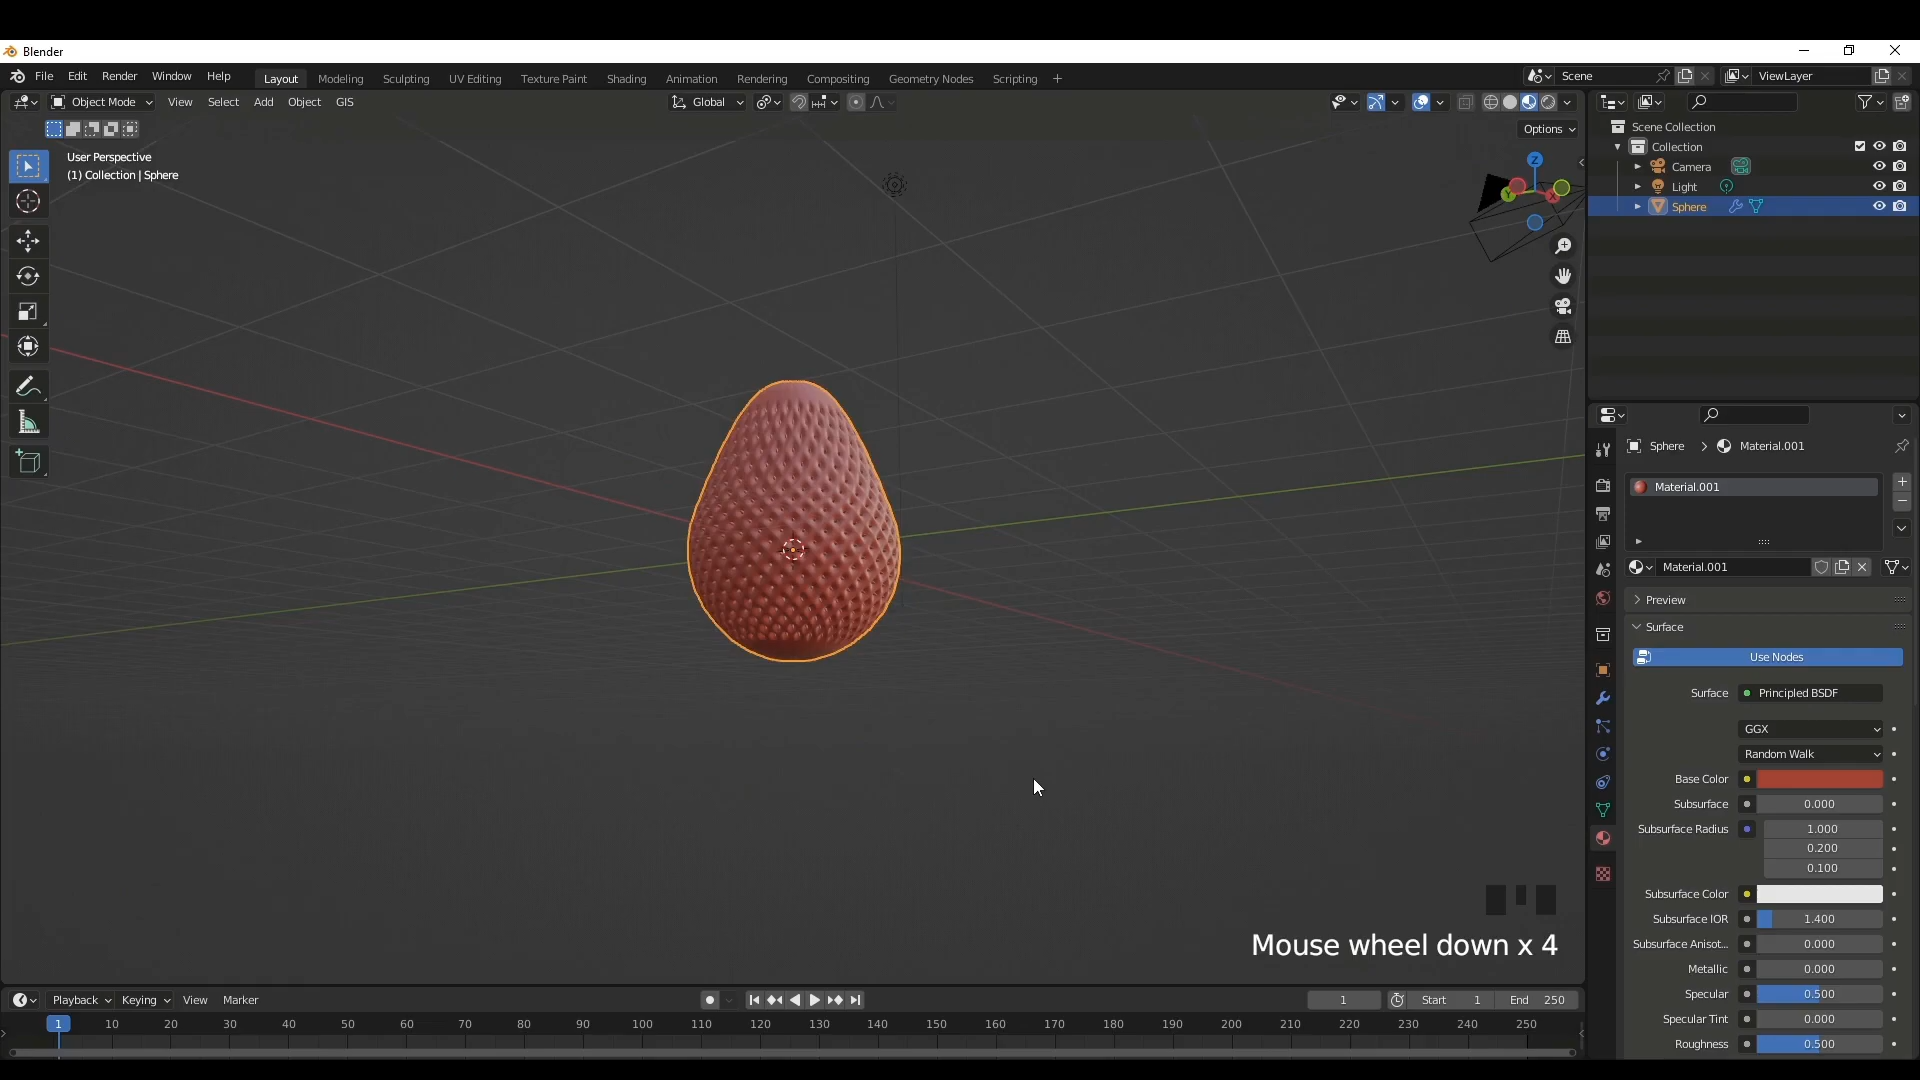 Blender
File Edit Render Window Help Layout Modeling Sculpting UV Editing Texture Paint Shading Animation Rendering Compositing Geometry Nodes Scripting + Scene ViewLayer
Object Mode View Select Add Object GIS Global
Options
User Perspective
(1) Collection | Sphere
Z
Y
X
Scene Collection
Collection
Camera
Light
Sphere
Sphere > Material.001
Material.001
Material.001
Preview
Surface
Use Nodes
Surface Principled BSDF
GGX
Random Walk
Base Color
Subsurface 0.000
Subsurface Radius 1.000
0.200
0.100
Subsurface Color
Subsurface IOR 1.400
Subsurface Anisot... 0.000
Metallic 0.000
Specular 0.500
Specular Tint 0.000
Roughness 0.500
Mouse wheel down x 4
Playback Keying View Marker 1 Start 1 End 250
1 10 20 30 40 50 60 70 80 90 100 110 120 130 140 150 160 170 180 190 200 210 220 230 240 250